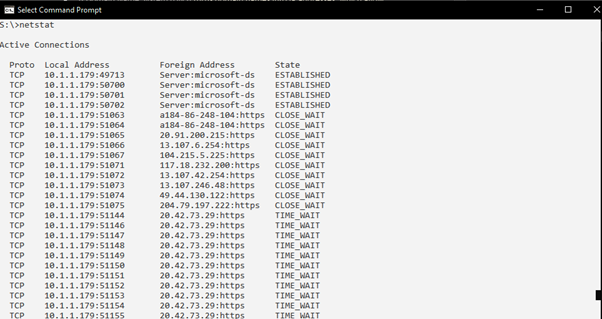 Select Command Prompt
S:\>netstat
Active Connections
Proto Local Address Foreign Address State
TCP 10.1.1.179:49713 Server:microsoft-ds ESTABLISHED
TCP 10.1.1.179:50700 Server:microsoft-ds ESTABLISHED
TCP 10.1.1.179:50701 Server:microsoft-ds ESTABLISHED
TCP 10.1.1.179:50702 Server:microsoft-ds ESTABLISHED
TCP 10.1.1.179:51063 a184-86-248-104:https CLOSE_WAIT
TCP 10.1.1.179:51064 a184-86-248-104:https CLOSE_WAIT
TCP 10.1.1.179:51065 20.91.200.215:https CLOSE_WAIT
TCP 10.1.1.179:51066 13.107.6.254:https CLOSE_WAIT
TCP 10.1.1.179:51067 104.215.5.225:https CLOSE_WAIT
TCP 10.1.1.179:51071 117.18.232.200:https CLOSE_WAIT
TCP 10.1.1.179:51072 13.107.42.254:https CLOSE_WAIT
TCP 10.1.1.179:51073 13.107.246.48:https CLOSE_WAIT
TCP 10.1.1.179:51074 49.44.130.122:https CLOSE_WAIT
TCP 10.1.1.179:51075 204.79.197.222:https CLOSE_WAIT
TCP 10.1.1.179:51144 20.42.73.29:https TIME_WAIT
TCP 10.1.1.179:51146 20.42.73.29:https TIME_WAIT
TCP 10.1.1.179:51147 20.42.73.29:https TIME_WAIT
TCP 10.1.1.179:51148 20.42.73.29:https TIME_WAIT
TCP 10.1.1.179:51149 20.42.73.29:https TIME_WAIT
TCP 10.1.1.179:51150 20.42.73.29:https TIME_WAIT
TCP 10.1.1.179:51151 20.42.73.29:https TIME_WAIT
TCP 10.1.1.179:51152 20.42.73.29:https TIME_WAIT
TCP 10.1.1.179:51153 20.42.73.29:https TIME_WAIT
TCP 10.1.1.179:51154 20.42.73.29:https TIME_WAIT
TCP 10.1.1.179:51155 20.42.73.29:https TIME_WAIT